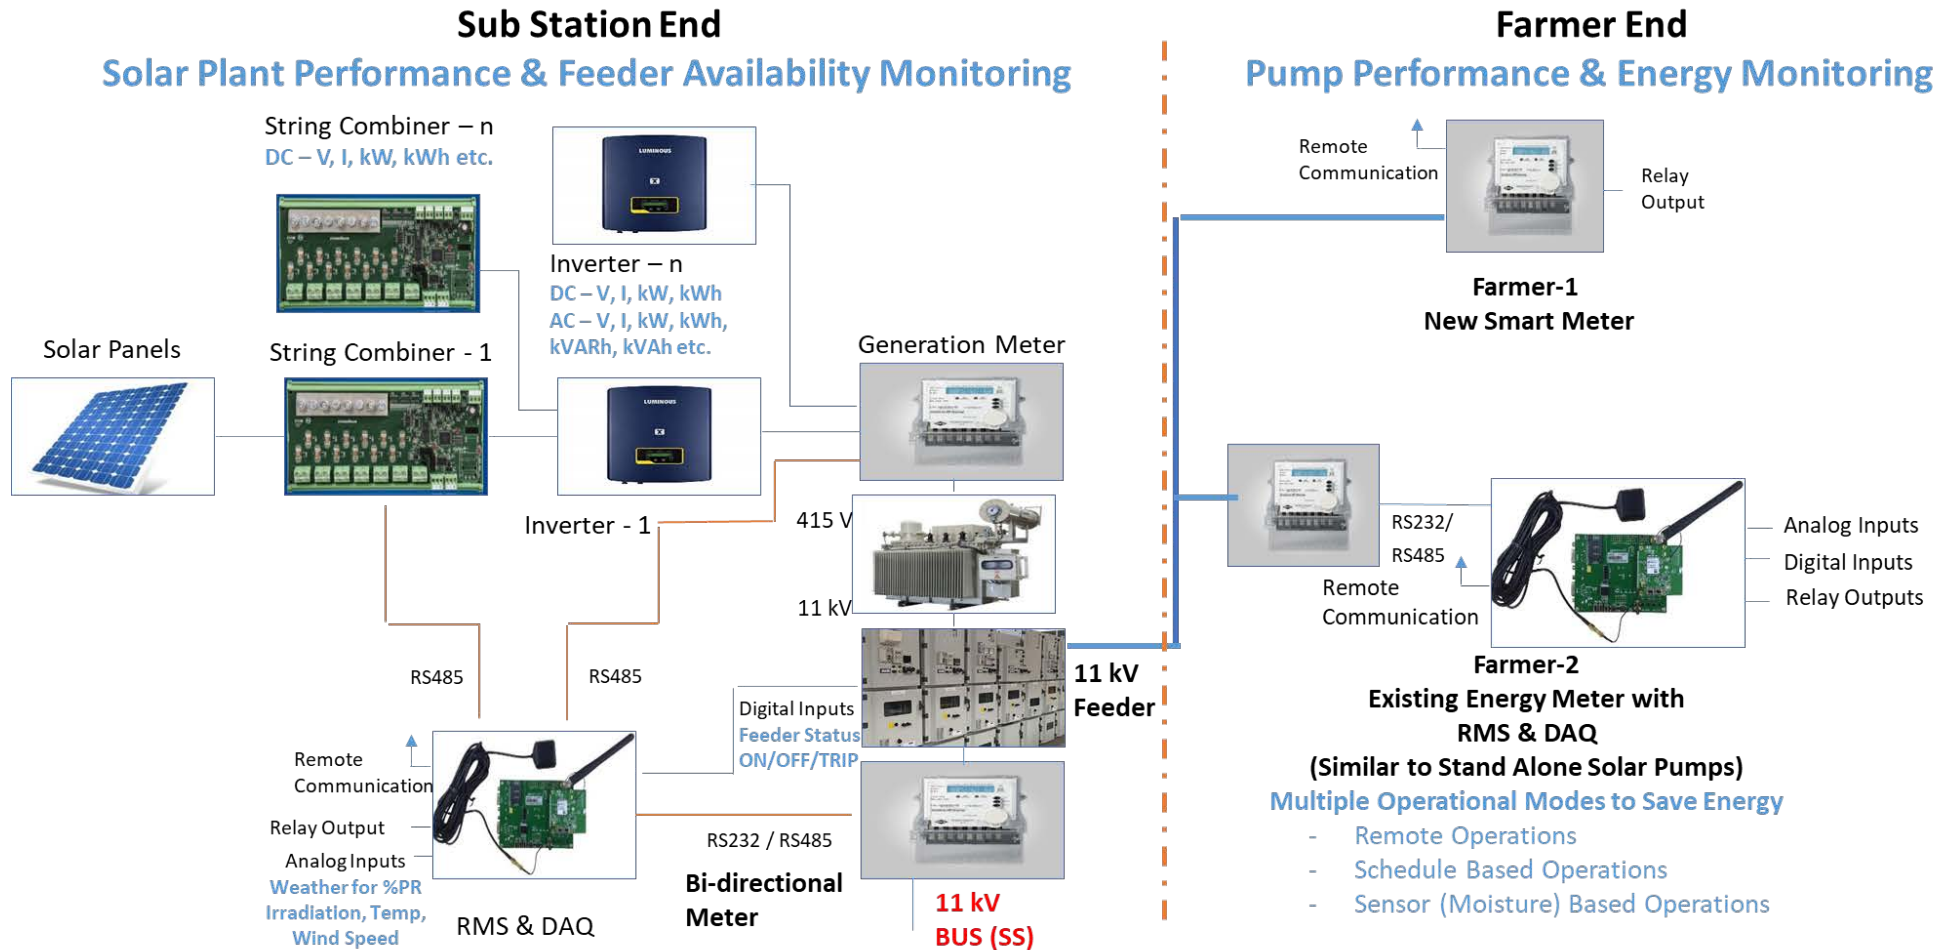 Sub Station End
Solar Plant Performance & Feeder Availability Monitoring
String Combiner – n
DC – V, I, kW, kWh etc.
LUMINOUS
Inverter – n
DC – V, I, kW, kWh
AC – V, I, kW, kWh,
kVARh, kVAh etc.
Solar Panels
String Combiner - 1
LUMINOUS
Inverter - 1
Generation Meter
415 V
11 kV
11 kV
Feeder
RS485
RS485
Digital Inputs
Feeder Status
ON/OFF/TRIP
Remote
Communication
Relay Output
Analog Inputs
Weather for %PR
Irradiation, Temp,
Wind Speed
RMS & DAQ
RS232 / RS485
Bi-directional
Meter
11 kV
BUS (SS)
Farmer End
Pump Performance & Energy Monitoring
Remote
Communication
Relay
Output
Farmer-1
New Smart Meter
RS232/
RS485
Remote
Communication
Analog Inputs
Digital Inputs
Relay Outputs
Farmer-2
Existing Energy Meter with
RMS & DAQ
(Similar to Stand Alone Solar Pumps)
Multiple Operational Modes to Save Energy
- Remote Operations
- Schedule Based Operations
- Sensor (Moisture) Based Operations